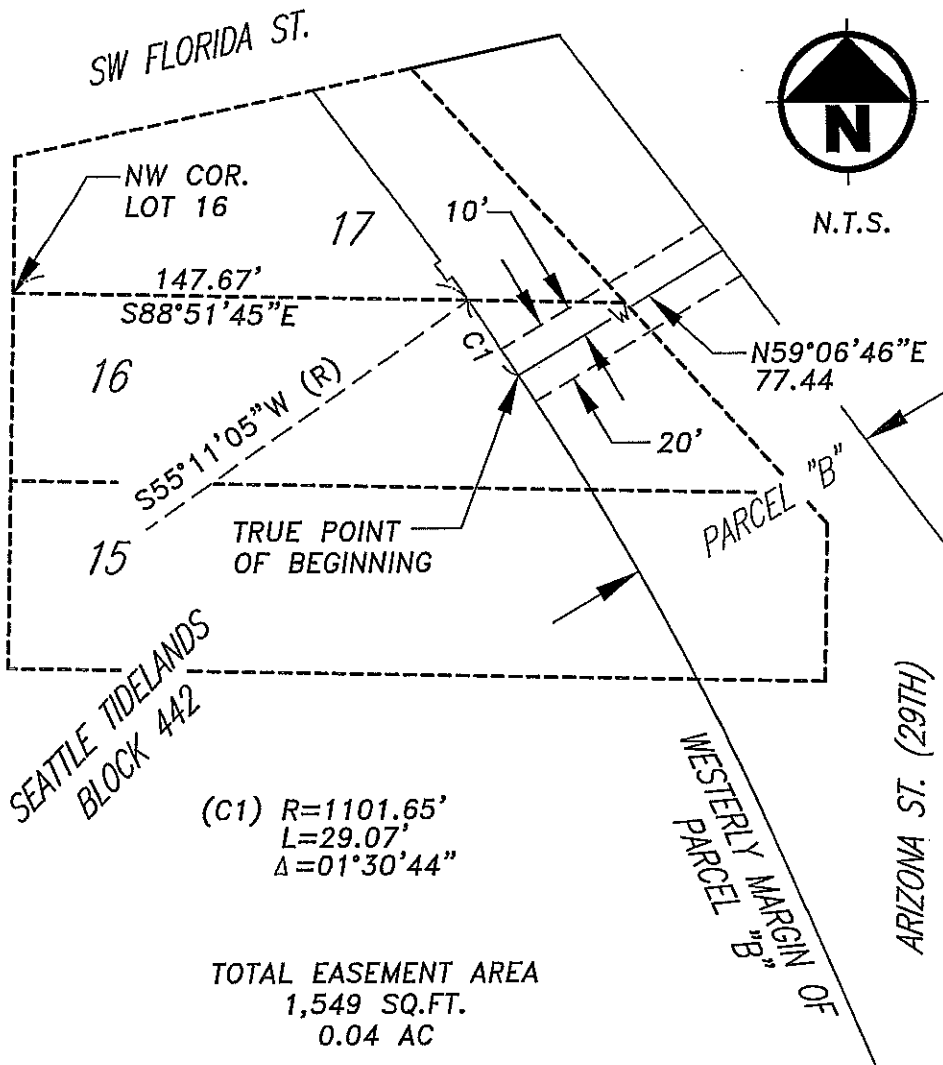 SW FLORIDA ST.
N
N.T.S.
NW COR.
LOT 16
17
10'
147.67'
S88°51'45"E
C1
W
N59°06'46"E
77.44
16
S55°11'05"W (R)
20'
PARCEL "B"
TRUE POINT
OF BEGINNING
15
SEATTLE TIDELANDS
BLOCK 442
WESTERLY MARGIN OF
PARCEL "B"
ARIZONA ST. (29TH)
(C1) R=1101.65'
L=29.07'
Δ=01°30'44"
TOTAL EASEMENT AREA
1,549 SQ.FT.
0.04 AC